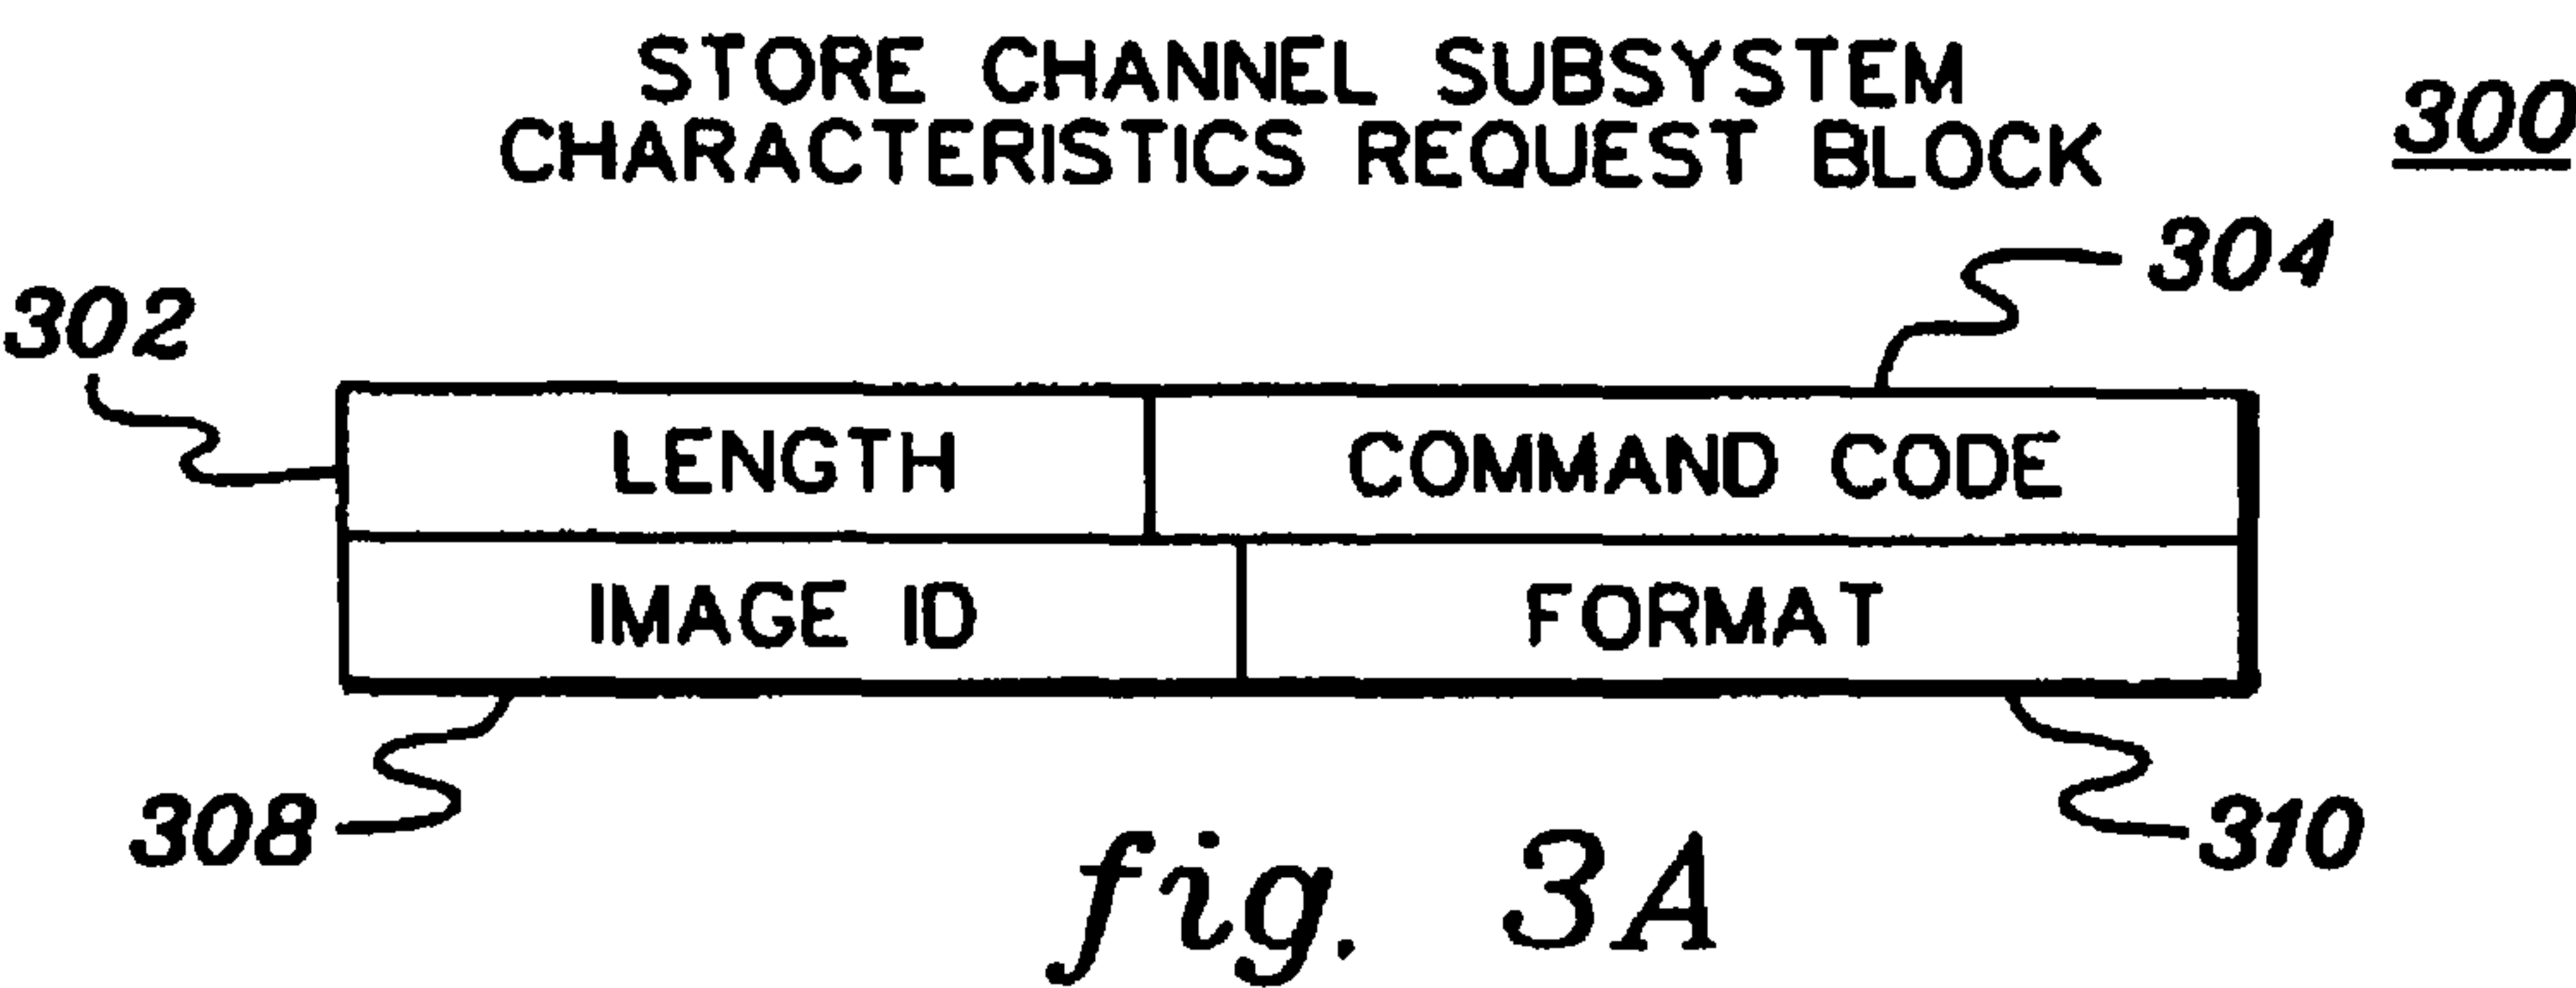 STORE CHANNEL SUBSYSTEM
CHARACTERISTICS REQUEST BLOCK
300
304
302
LENGTH COMMAND CODE
IMAGE ID FORMAT
308
310
fig. 3A